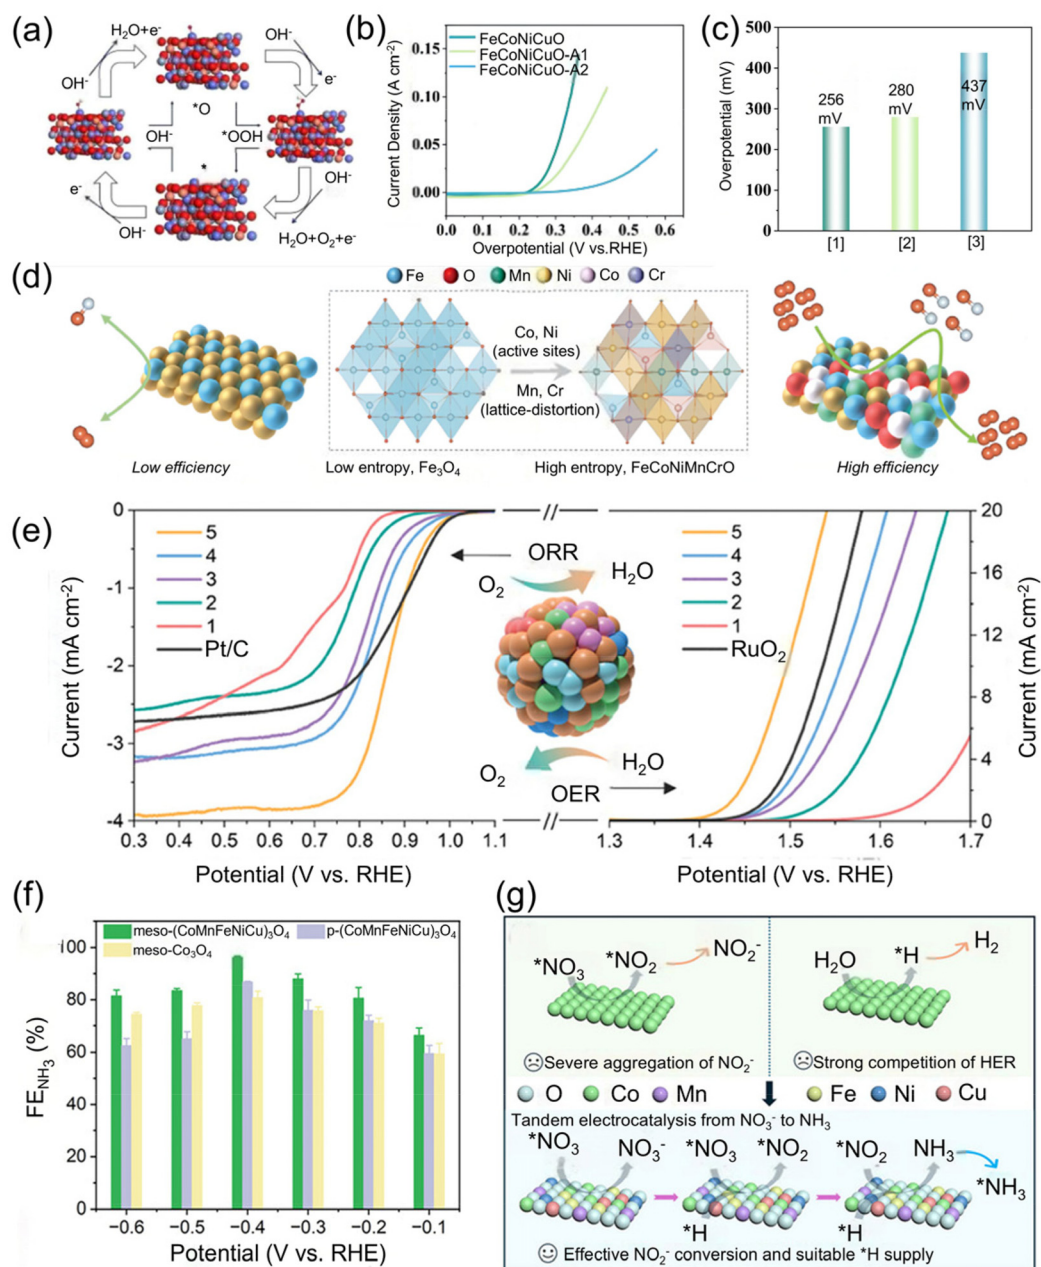 (a)
H₂O+e⁻
OH⁻
OH⁻
e⁻
*O
OH⁻
*OOH
*
e⁻
OH⁻
OH⁻
H₂O+O₂+e⁻
(b)
FeCoNiCuO
FeCoNiCuO-A1
FeCoNiCuO-A2
Current Density (A cm⁻²)
0.15
0.10
0.05
0.00
0.0 0.1 0.2 0.3 0.4 0.5 0.6
Overpotential (V vs.RHE)
(c)
Overpotential (mV)
500
400
300
200
100
0
256 mV
280 mV
437 mV
[1] [2] [3]
(d)
Fe O Mn Ni Co Cr
Co, Ni
(active sites)
Mn, Cr
(lattice-distortion)
Low efficiency
Low entropy, Fe₃O₄
High entropy, FeCoNiMnCrO
High efficiency
(e)
Current (mA cm⁻²)
0
-1
-2
-3
-4
5
4
3
2
1
Pt/C
0.3 0.4 0.5 0.6 0.7 0.8 0.9 1.0 1.1
Potential (V vs. RHE)
//
ORR
O₂
H₂O
O₂
H₂O
OER
//
5
4
3
2
1
RuO₂
20
16
12
8
4
0
Current (mA cm⁻²)
1.3 1.4 1.5 1.6 1.7
Potential (V vs. RHE)
(f)
meso-(CoMnFeNiCu)₃O₄
p-(CoMnFeNiCu)₃O₄
meso-Co₃O₄
FE NH₃ (%)
100
80
60
80
20
0
−0.6 −0.5 −0.4 −0.3 −0.2 −0.1
Potential (V vs. RHE)
(g)
*NO₃
*NO₂
NO₂⁻
Severe aggregation of NO₂⁻
H₂O
*H
H₂
Strong competition of HER
O Co Mn Fe Ni Cu
Tandem electrocatalysis from NO₃⁻ to NH₃
*NO₃ NO₃⁻ *NO₃ *NO₂ *NO₂ NH₃
*NH₃
*H *H
Effective NO₂⁻ conversion and suitable *H supply